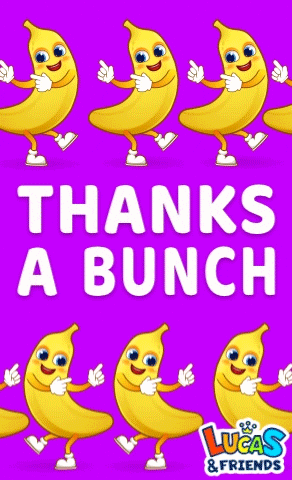 THANKS
A BUNCH
LUCAS
& FRIENDS